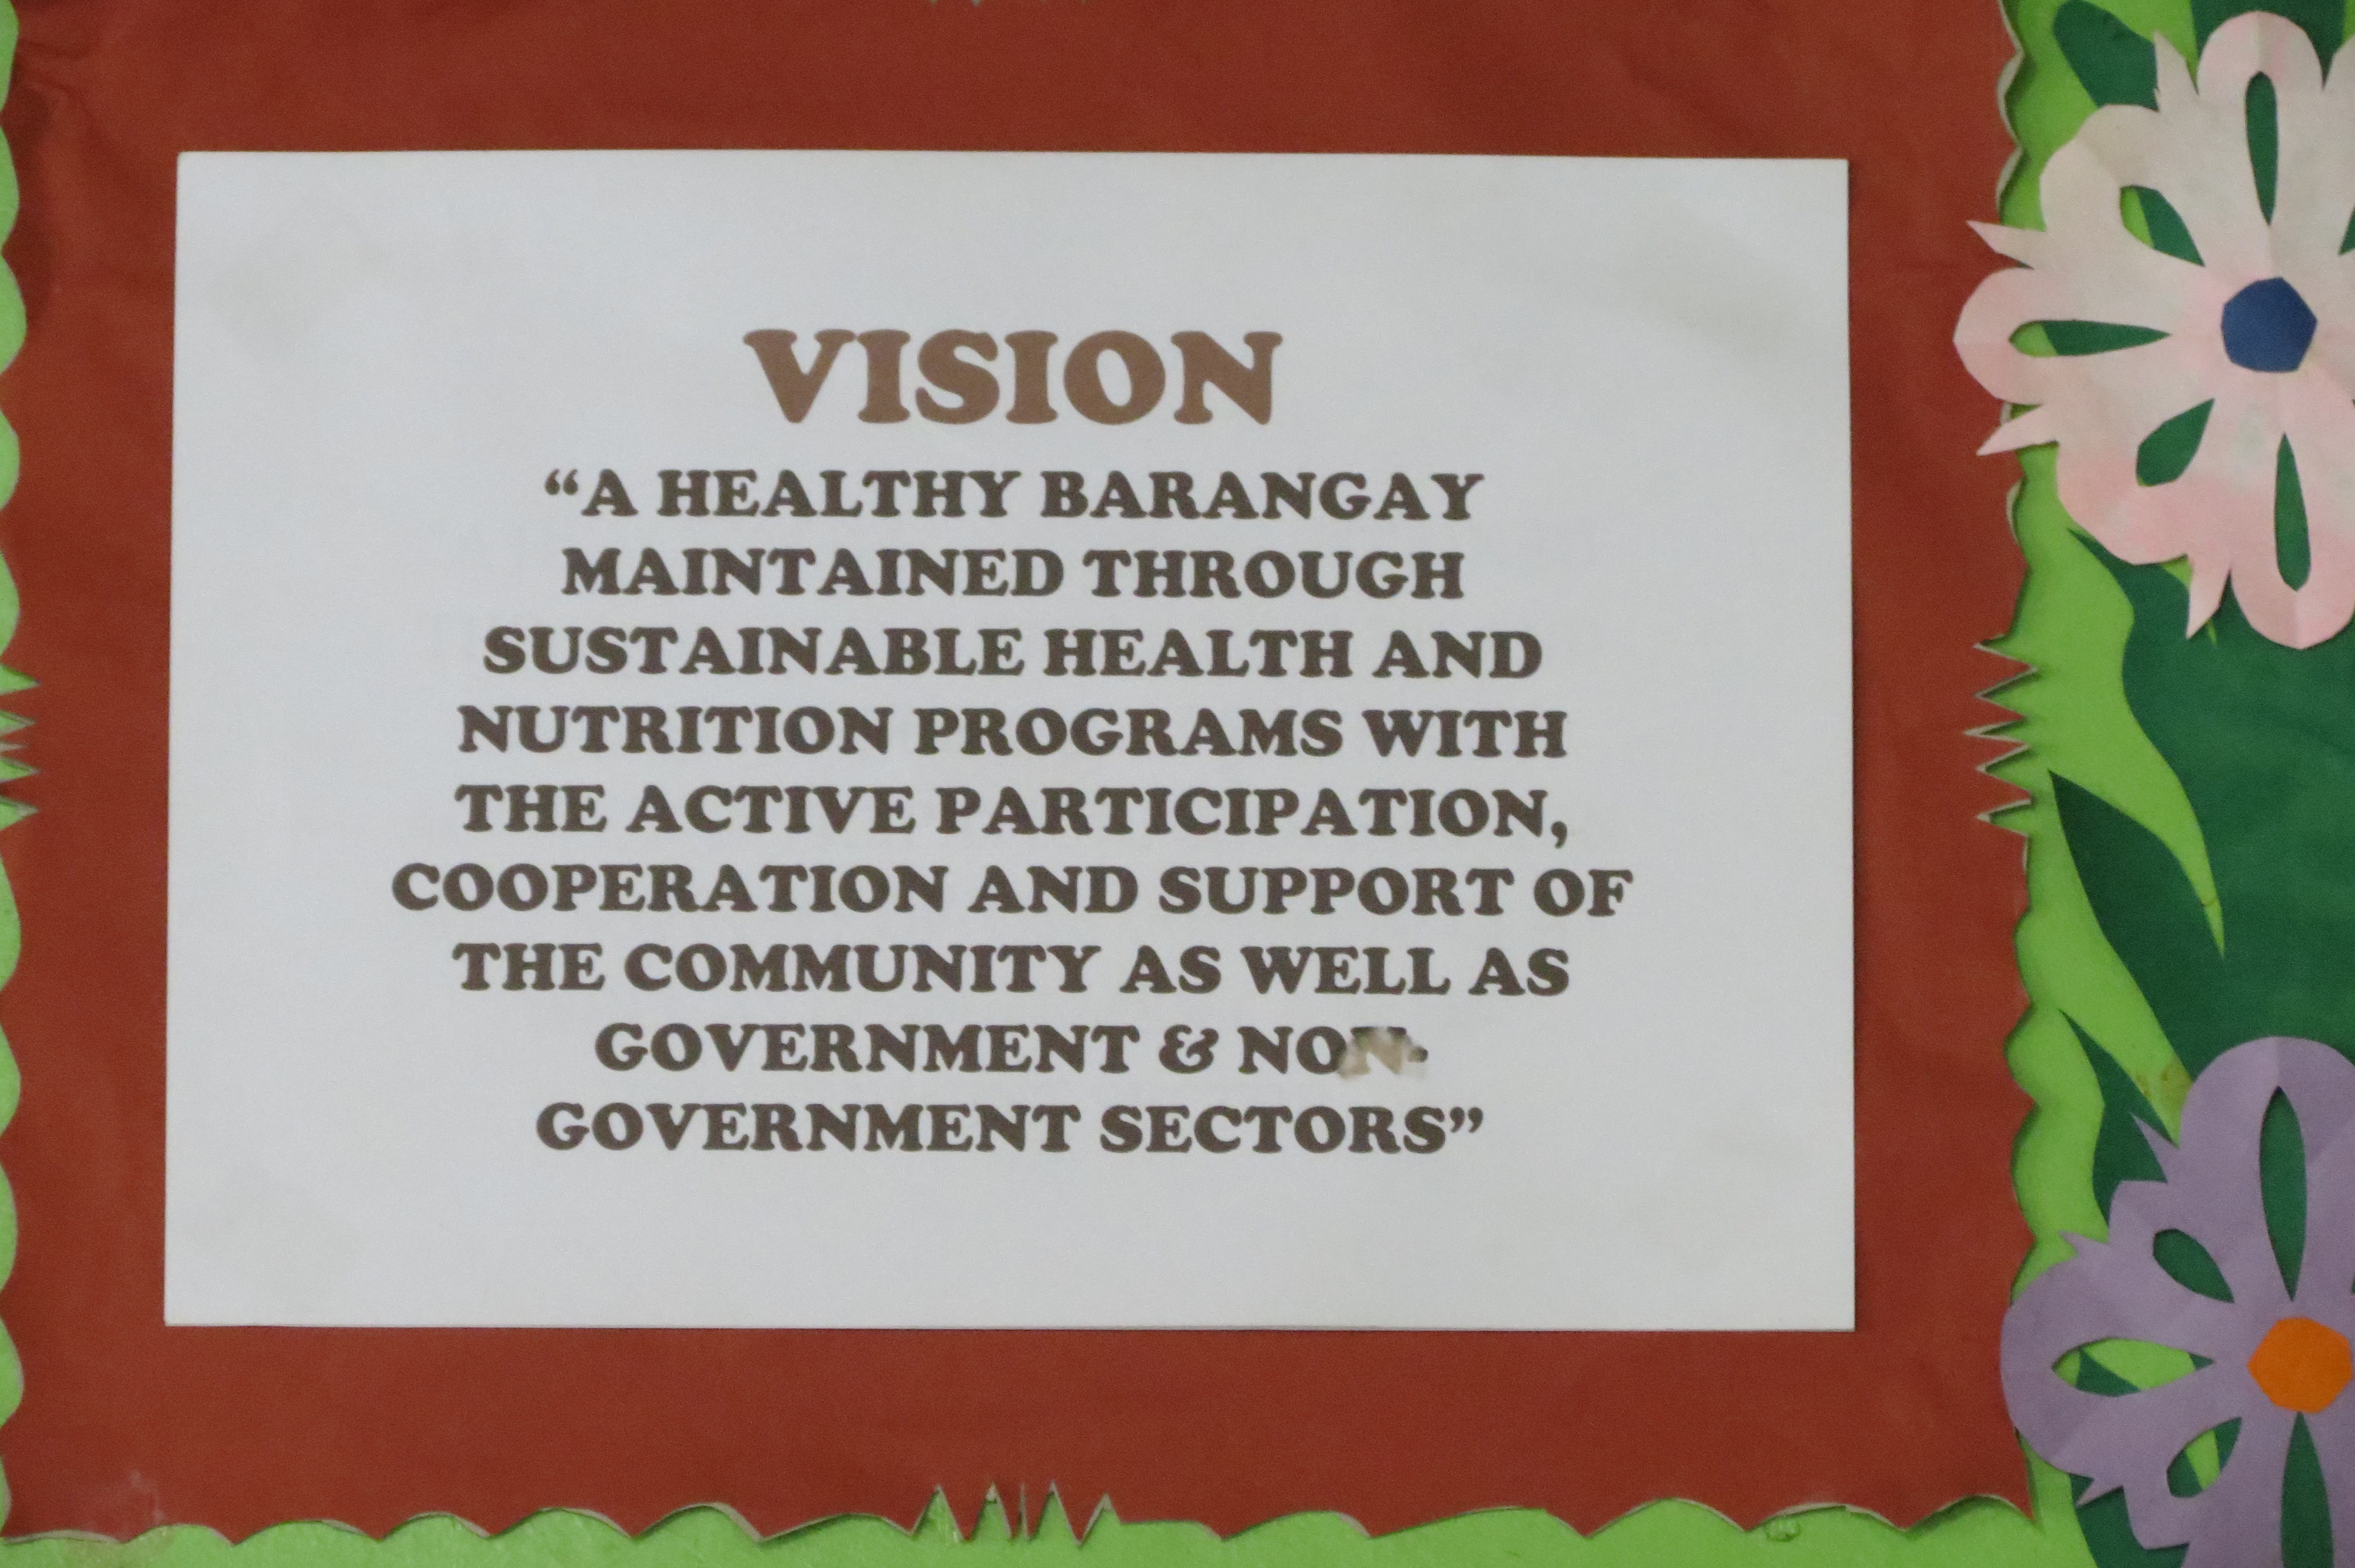 VISION
“A HEALTHY BARANGAY
MAINTAINED THROUGH
SUSTAINABLE HEALTH AND
NUTRITION PROGRAMS WITH
THE ACTIVE PARTICIPATION,
COOPERATION AND SUPPORT OF
THE COMMUNITY AS WELL AS
GOVERNMENT & NON-
GOVERNMENT SECTORS”